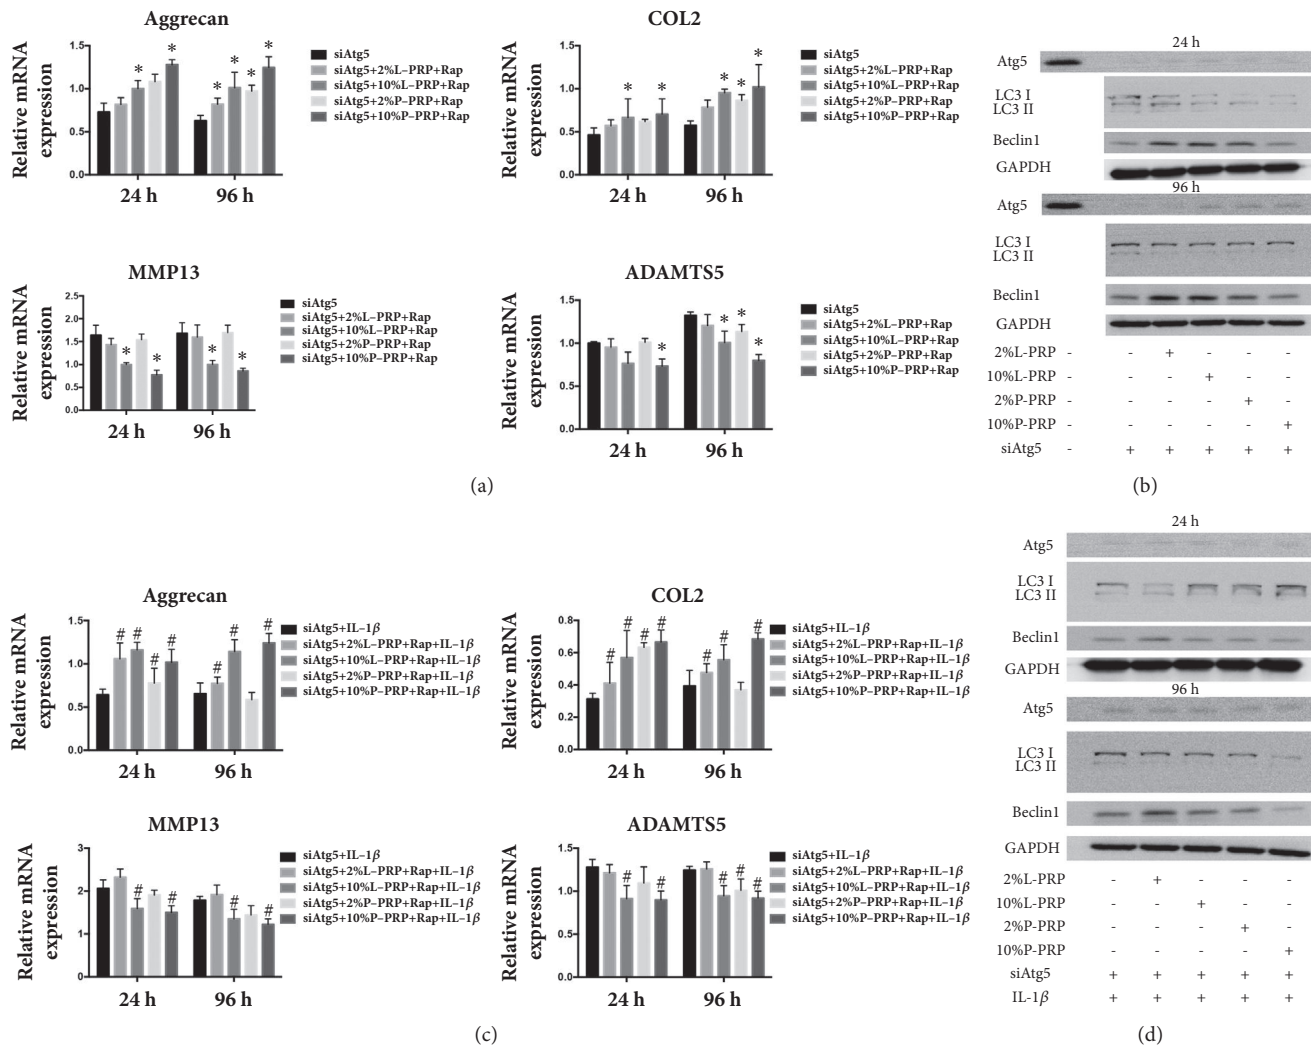 Aggrecan
Relative mRNA
expression
1.5
1.0
0.5
0.0
* * * * * *
24 h 96 h
siAtg5
siAtg5+2%L-PRP+Rap
siAtg5+10%L-PRP+Rap
siAtg5+2%P-PRP+Rap
siAtg5+10%P-PRP+Rap
COL2
Relative mRNA
expression
1.5
1.0
0.5
0.0
* * * * *
24 h 96 h
siAtg5
siAtg5+2%L-PRP+Rap
siAtg5+10%L-PRP+Rap
siAtg5+2%P-PRP+Rap
siAtg5+10%P-PRP+Rap
MMP13
Relative mRNA
expression
2.5
2.0
1.5
1.0
0.5
0.0
* * * *
24 h 96 h
siAtg5
siAtg5+2%L-PRP+Rap
siAtg5+10%L-PRP+Rap
siAtg5+2%P-PRP+Rap
siAtg5+10%P-PRP+Rap
ADAMTS5
Relative mRNA
expression
1.5
1.0
0.5
0.0
* * * *
24 h 96 h
siAtg5
siAtg5+2%L-PRP+Rap
siAtg5+10%L-PRP+Rap
siAtg5+2%P-PRP+Rap
siAtg5+10%P-PRP+Rap
(a)
24 h
Atg5
LC3 I
LC3 II
Beclin1
GAPDH
96 h
Atg5
LC3 I
LC3 II
Beclin1
GAPDH
2%L-PRP - - + - - -
10%L-PRP - - - + - -
2%P-PRP - - - - + -
10%P-PRP - - - - - +
siAtg5 - + + + + +
(b)
Aggrecan
Relative mRNA
expression
1.5
1.0
0.5
0.0
# # # # # # #
24 h 96 h
siAtg5+IL-1β
siAtg5+2%L-PRP+Rap+IL-1β
siAtg5+10%L-PRP+Rap+IL-1β
siAtg5+2%P-PRP+Rap+IL-1β
siAtg5+10%P-PRP+Rap+IL-1β
COL2
Relative mRNA
expression
0.8
0.6
0.4
0.2
0.0
# # # # # # #
24 h 96 h
siAtg5+IL-1β
siAtg5+2%L-PRP+Rap+IL-1β
siAtg5+10%L-PRP+Rap+IL-1β
siAtg5+2%P-PRP+Rap+IL-1β
siAtg5+10%P-PRP+Rap+IL-1β
MMP13
Relative mRNA
expression
3
2
1
0
# # # #
24 h 96 h
siAtg5+IL-1β
siAtg5+2%L-PRP+Rap+IL-1β
siAtg5+10%L-PRP+Rap+IL-1β
siAtg5+2%P-PRP+Rap+IL-1β
siAtg5+10%P-PRP+Rap+IL-1β
ADAMTS5
Relative mRNA
expression
1.5
1.0
0.5
0.0
# # # # #
24 h 96 h
siAtg5+IL-1β
siAtg5+2%L-PRP+Rap+IL-1β
siAtg5+10%L-PRP+Rap+IL-1β
siAtg5+2%P-PRP+Rap+IL-1β
siAtg5+10%P-PRP+Rap+IL-1β
(c)
24 h
Atg5
LC3 I
LC3 II
Beclin1
GAPDH
96 h
Atg5
LC3 I
LC3 II
Beclin1
GAPDH
2%L-PRP - + - - -
10%L-PRP - - + - -
2%P-PRP - - - + -
10%P-PRP - - - - +
siAtg5 + + + + +
IL-1β + + + + +
(d)